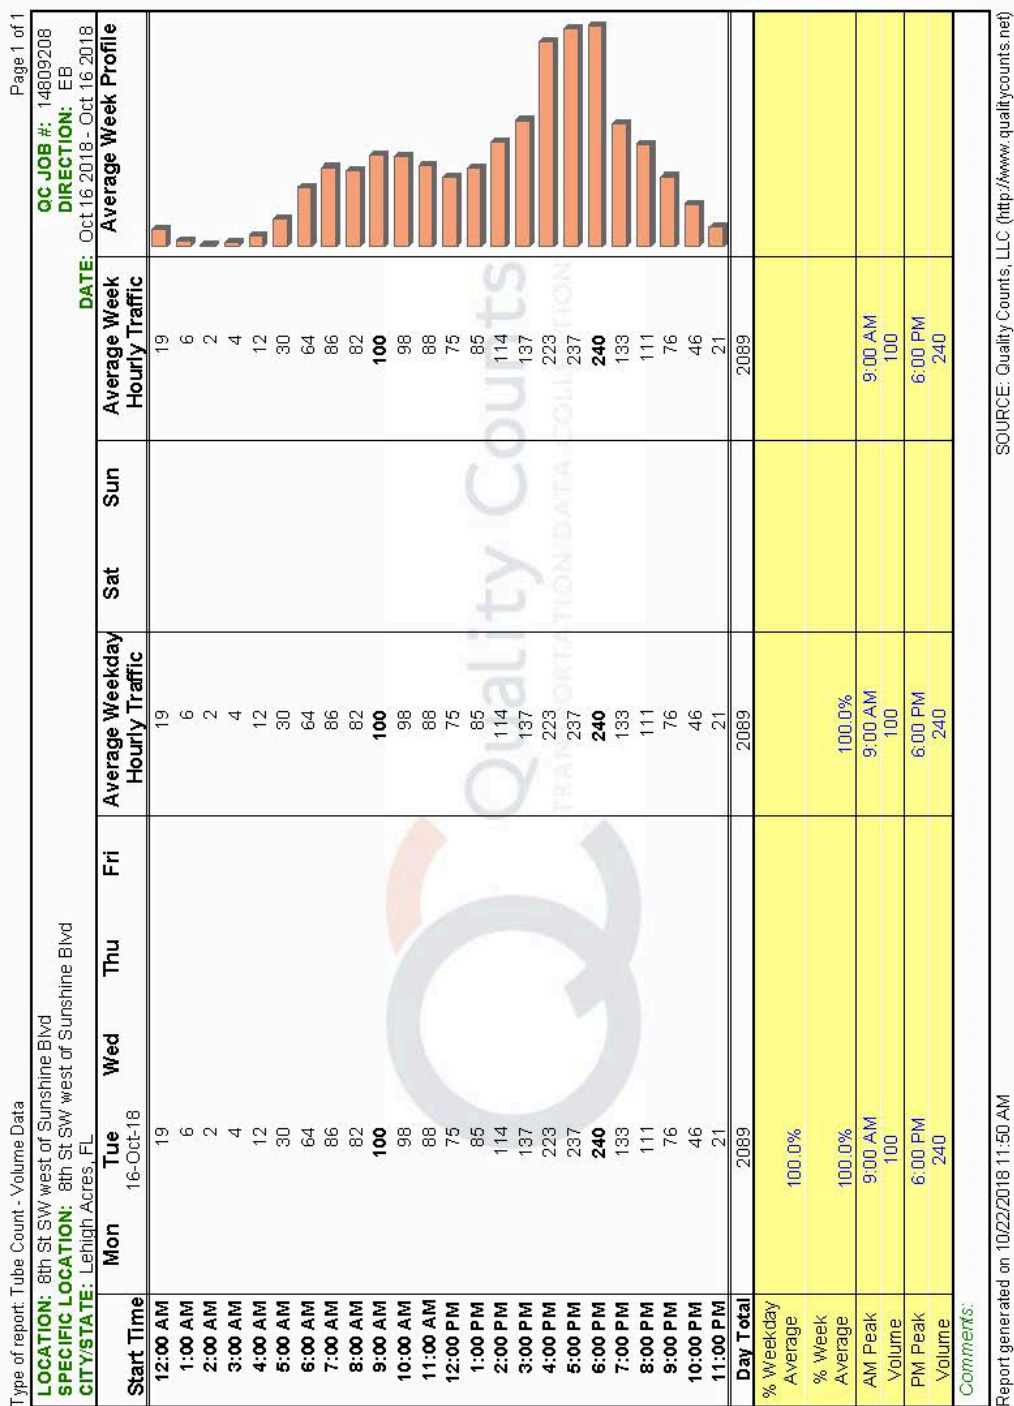 Type of report: Tube Count - Volume Data Page 1 of 1
LOCATION: 8th St SW west of Sunshine Blvd QC JOB #: 14809208
SPECIFIC LOCATION: 8th St SW west of Sunshine Blvd DIRECTION: EB
CITY/STATE: Lehigh Acres, FL DATE: Oct 16 2018 - Oct 16 2018
Start Time Mon Tue Wed Thu Fri Average Weekday Hourly Traffic Sat Sun Average Week Hourly Traffic Average Week Profile
16-Oct-18
12:00 AM 19 19 19
1:00 AM 6 6 6
2:00 AM 2 2 2
3:00 AM 4 4 4
4:00 AM 12 12 12
5:00 AM 30 30 30
6:00 AM 64 64 64
7:00 AM 86 86 86
8:00 AM 82 82 82
9:00 AM 100 100 100
10:00 AM 98 98 98
11:00 AM 88 88 88
12:00 PM 75 75 75
1:00 PM 85 85 85
2:00 PM 114 114 114
3:00 PM 137 137 137
4:00 PM 223 223 223
5:00 PM 237 237 237
6:00 PM 240 240 240
7:00 PM 133 133 133
8:00 PM 111 111 111
9:00 PM 76 76 76
10:00 PM 46 46 46
11:00 PM 21 21 21
Day Total 2089 2089 2089
% Weekday
Average 100.0%
% Week
Average 100.0% 100.0%
AM Peak 9:00 AM 9:00 AM 9:00 AM
Volume 100 100 100
PM Peak 6:00 PM 6:00 PM 6:00 PM
Volume 240 240 240
Comments:
Report generated on 10/22/2018 11:50 AM SOURCE: Quality Counts, LLC (http://www.qualitycounts.net)
QC Quality Counts
TRANSPORTATION DATA COLLECTION